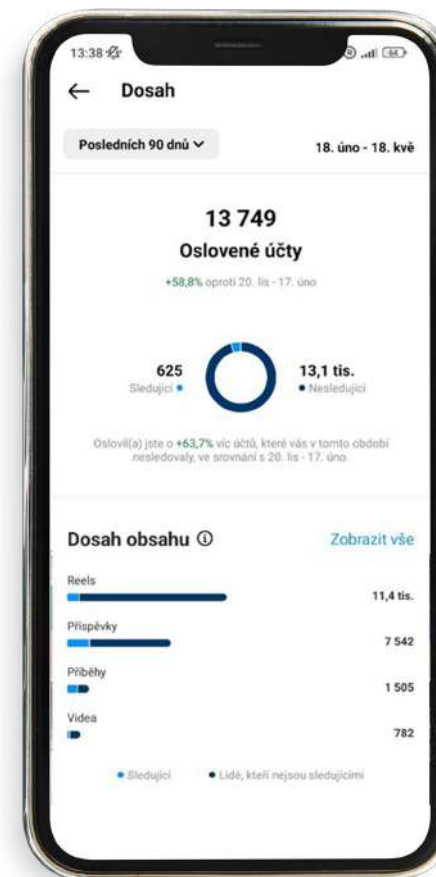 13:38
64
← Dosah
Posledních 90 dnů
18. úno - 18. kvě
13 749
Oslovené účty
+58,8% oproti 20. lis - 17. úno
625
Sledující
13,1 tis.
Nesledující
Oslovil(a) jste o +63,7% víc účtů, které vás v tomto období
nesledovaly, ve srovnání s 20. lis - 17. úno.
Dosah obsahu
Zobrazit vše
Reels
11,4 tis.
Příspěvky
7 542
Příběhy
1 505
Videa
782
Sledující
Lidé, kteří nejsou sledujícími